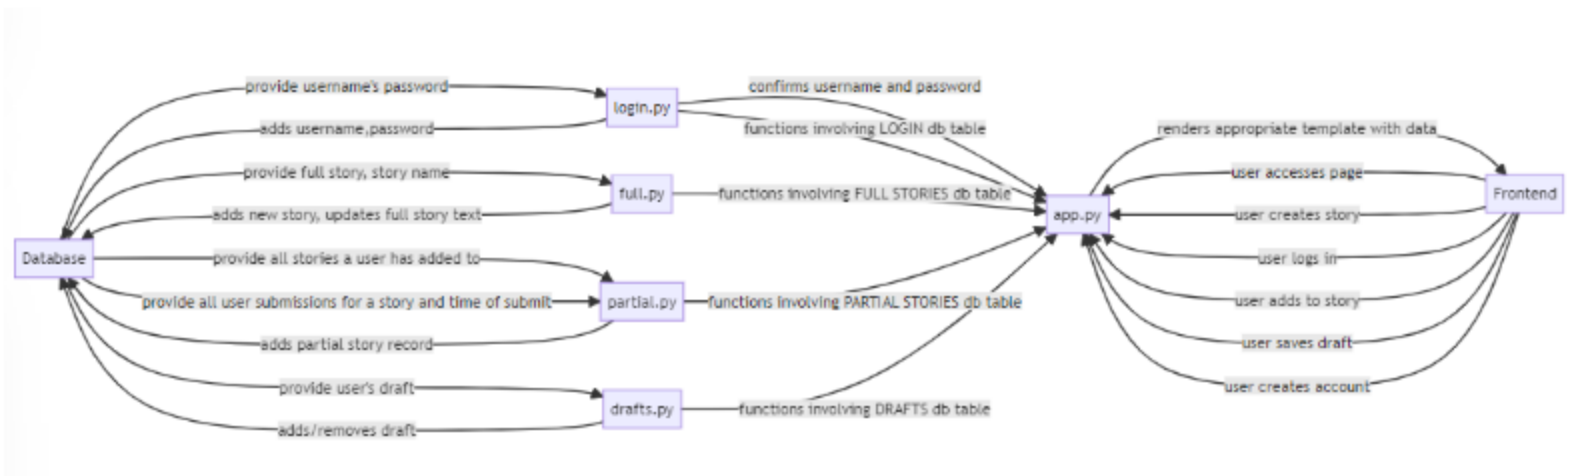 provide username's password
confirms username and password
login.py
adds username,password
functions involving LOGIN db table
renders appropriate template with data
provide full story, story name
user accesses page
full.py
functions involving FULL STORIES db table
Frontend
adds new story, updates full story text
app.py
user creates story
Database
provide all stories a user has added to
user logs in
provide all user submissions for a story and time of submit
partial.py
functions involving PARTIAL STORIES db table
user adds to story
adds partial story record
user saves draft
provide user's draft
user creates account
drafts.py
functions involving DRAFTS db table
adds/removes draft